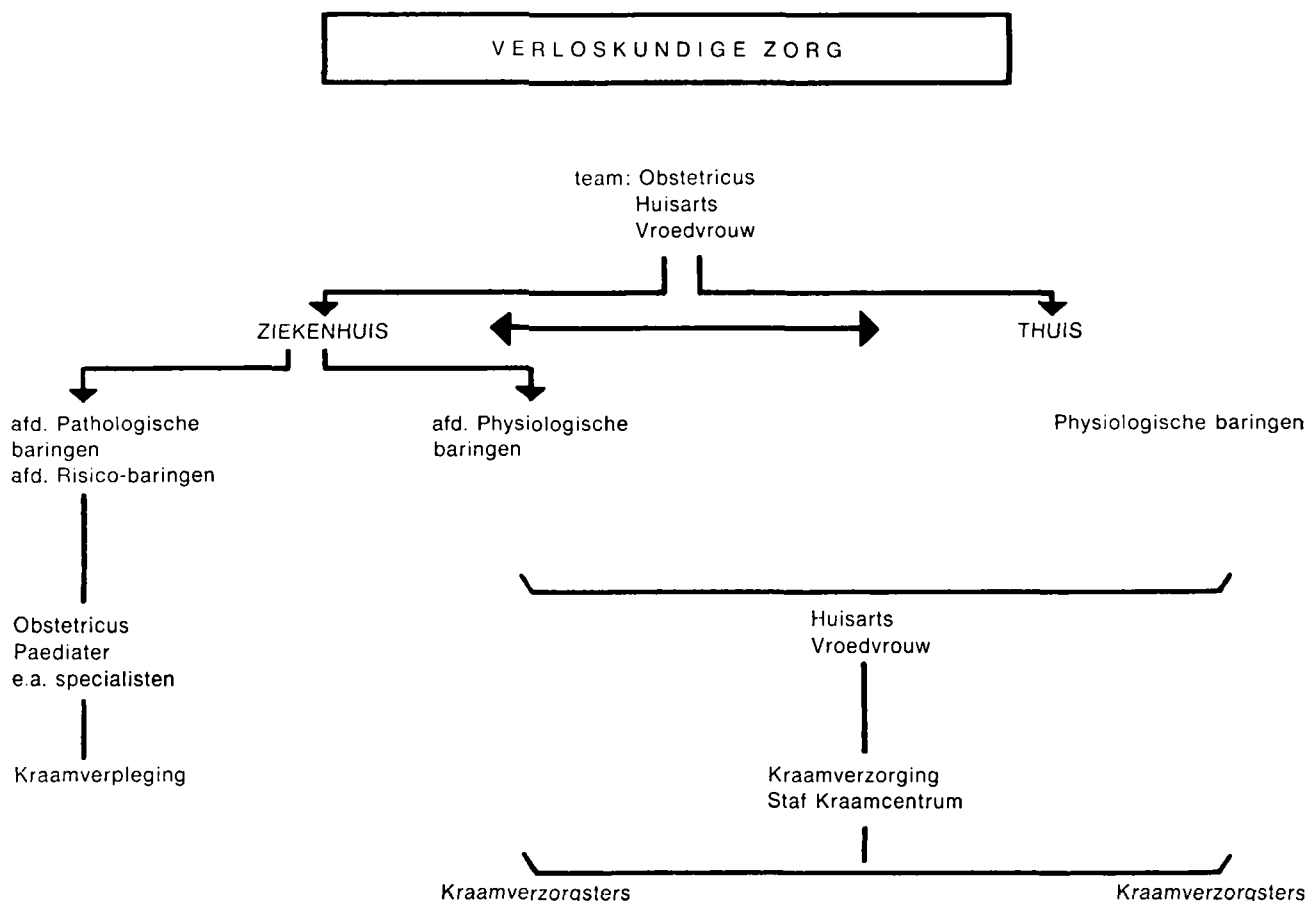 VERLOSKUNDIGE ZORG
team: Obstetricus
Huisarts
Vroedvrouw
ZIEKENHUIS
THUIS
afd. Pathologische
baringen
afd. Risico-baringen
afd. Physiologische
baringen
Physiologische baringen
Obstetricus
Paediater
e.a. specialisten
Kraamverpleging
Huisarts
Vroedvrouw
Kraamverzorging
Staf Kraamcentrum
Kraamverzorgsters
Kraamverzorgsters